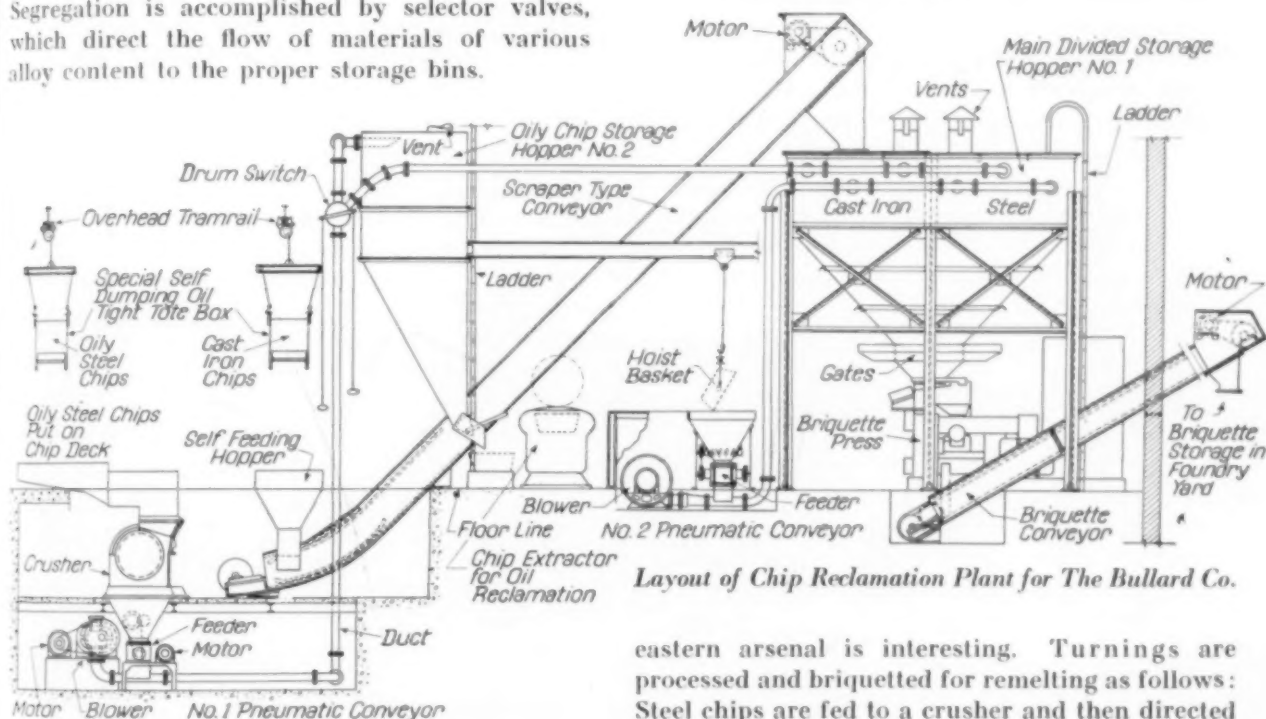 Segregation is accomplished by selector valves,
which direct the flow of materials of various
alloy content to the proper storage bins.
Motor
Main Divided Storage
Hopper No. 1
Vents
Ladder
Vent
Oily Chip Storage
Hopper No. 2
Drum Switch
Scraper Type
Conveyor
Cast Iron
Steel
Overhead Tramrail
Special Self
Dumping Oil
Tight Tote Box
Ladder
Motor
Oily
Steel
Chips
Cast
Iron
Chips
Hoist
Basket
Gates
Oily Steel Chips
Put on
Chip Deck
Self Feeding
Hopper
Briquette
Press
To
Briquette
Storage in
Foundry
Yard
Blower
Floor Line
No. 2 Pneumatic Conveyor
Feeder
Briquette
Conveyor
Crusher
Chip Extractor
for Oil
Reclamation
Layout of Chip Reclamation Plant for The Bullard Co.
Feeder
Motor
Duct
Motor
Blower
No. 1 Pneumatic Conveyor
eastern arsenal is interesting. Turnings are
processed and briquetted for remelting as follows:
Steel chips are fed to a crusher and then directed